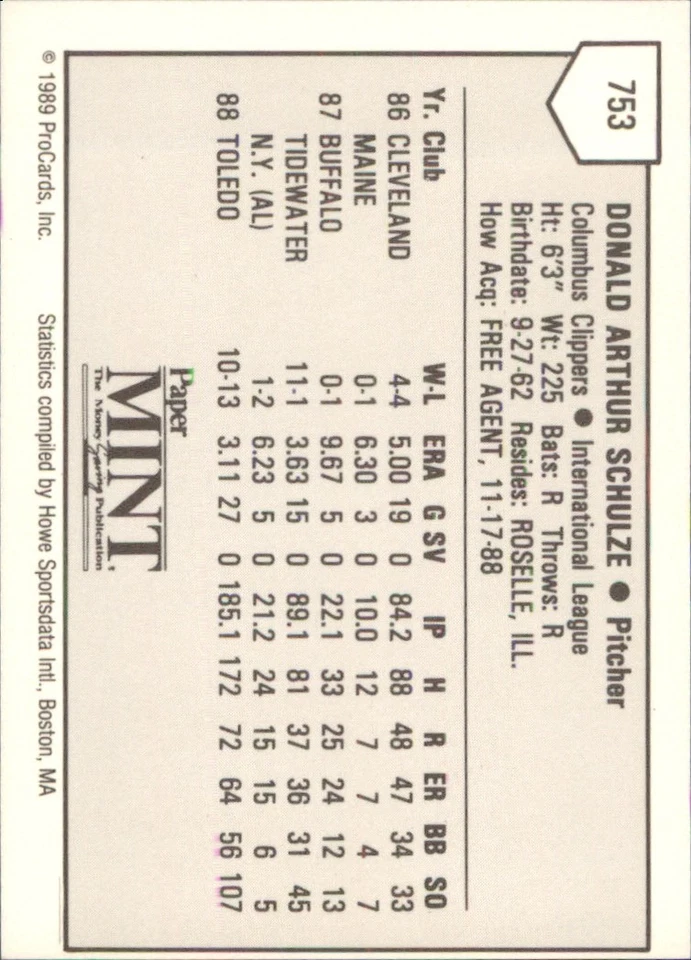 753
DONALD ARTHUR SCHULZE ● Pitcher
Columbus Clippers ● International League
Ht: 6'3" Wt: 225 Bats: R Throws: R
Birthdate: 9-27-62 Resides: ROSELLE, ILL.
How Acq: FREE AGENT, 11-17-88
Yr. Club W-L ERA G SV IP H R ER BB SO
86 CLEVELAND 4-4 5.00 19 0 84.2 88 48 47 34 33
MAINE 0-1 6.30 3 0 10.0 12 7 7 4 7
87 BUFFALO 0-1 9.67 5 0 22.1 33 25 24 12 13
TIDEWATER 11-1 3.63 15 0 89.1 81 37 36 31 45
N.Y. (AL) 1-2 6.23 5 0 21.2 24 15 15 6 5
88 TOLEDO 10-13 3.11 27 0 185.1 172 72 64 56 107
Paper
MINT
The Money Saving Publication
© 1989 ProCards, Inc. Statistics compiled by Howe Sportsdata Intl., Boston, MA